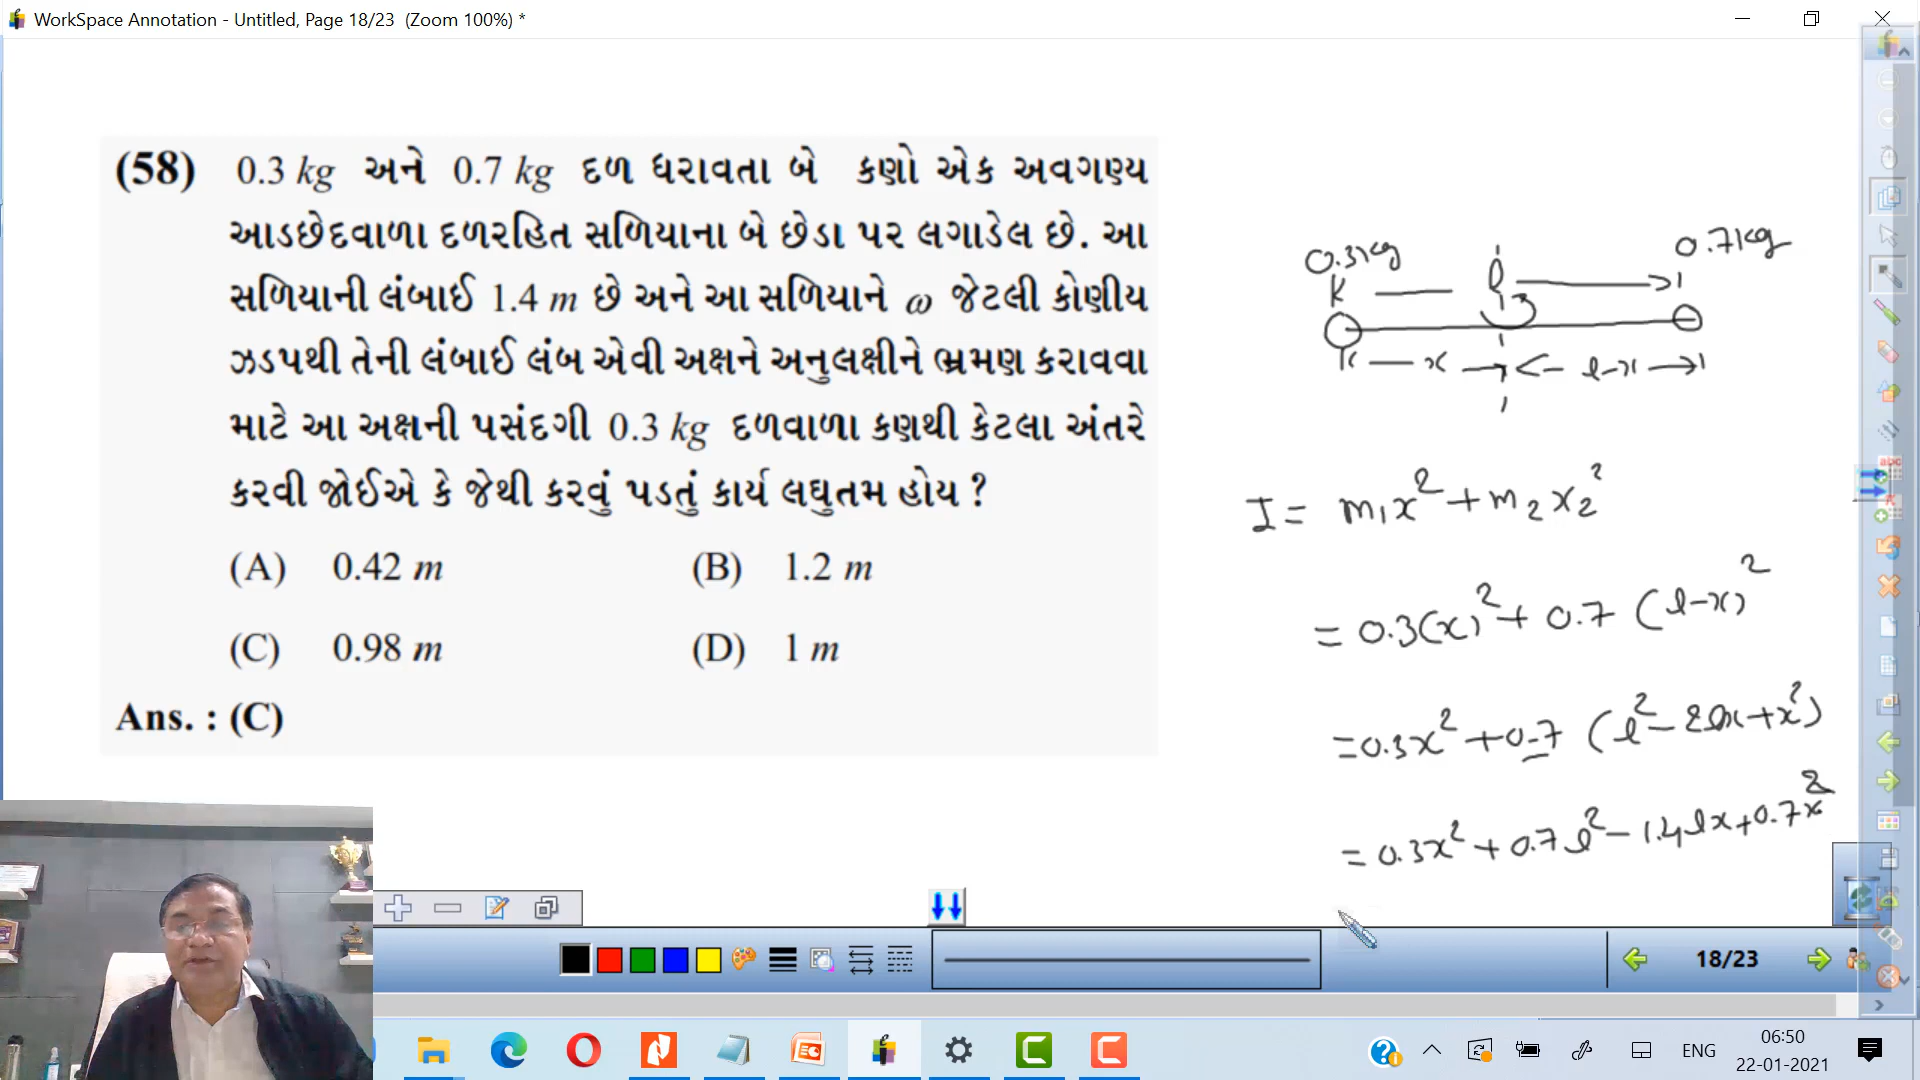 WorkSpace Annotation - Untitled, Page 18/23 (Zoom 100%) *
(58) 0.3 kg અને 0.7 kg દળ ધરાવતા બે કણો એક અવગણ્ય
આડછેદવાળા દળરહિત સળિયાના બે છેડા પર લગાડેલ છે. આ
સળિયાની લંબાઈ 1.4 m છે અને આ સળિયાને ω જેટલી કોણીય
ઝડપથી તેની લંબાઈ લંબ એવી અક્ષને અનુલક્ષીને ભ્રમણ કરાવવા
માટે આ અક્ષની પસંદગી 0.3 kg દળવાળા કણથી કેટલા અંતરે
કરવી જોઈએ કે જેથી કરવું પડતું કાર્ય લઘુતમ હોય ?
(A) 0.42 m (B) 1.2 m
(C) 0.98 m (D) 1 m
Ans. : (C)
0.3kg 0.7kg
l
x l-x
I = m₁x² + m₂x₂²
= 0.3(x)² + 0.7 (l-x)²
= 0.3x² + 0.7 (l² - 2lx + x²)
= 0.3x² + 0.7l² - 1.4lx + 0.7x²
18/23
ENG
06:50
22-01-2021